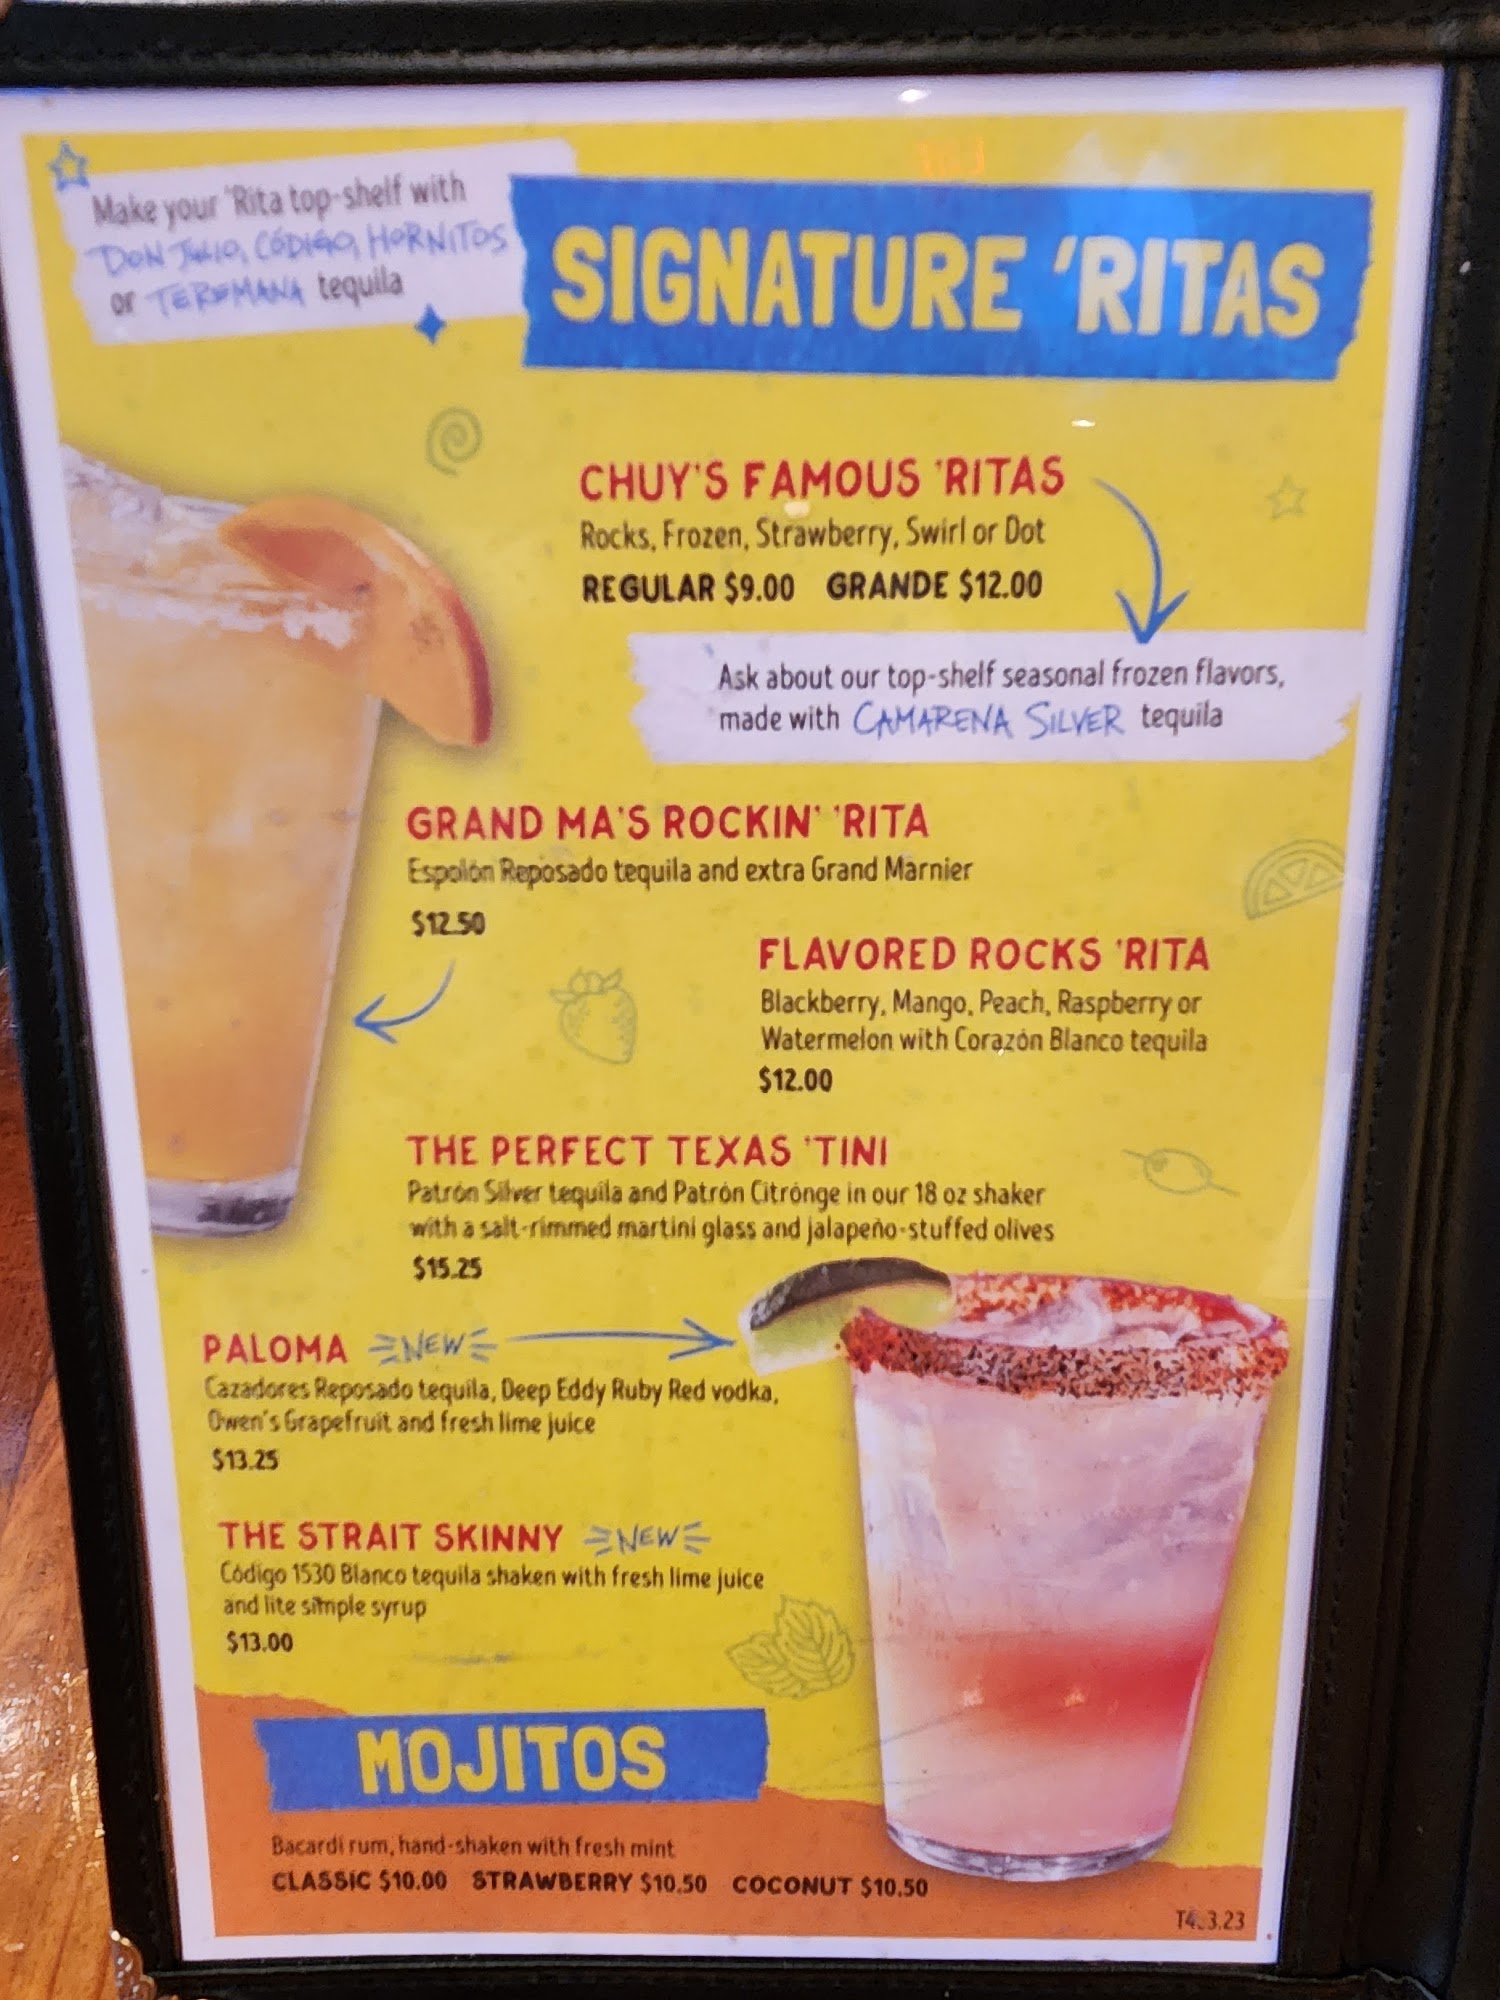 Make your 'Rita top-shelf with
DON JULIO, CÓDIGO, HORNITOS
or TEREMANA tequila
SIGNATURE 'RITAS
CHUY'S FAMOUS 'RITAS
Rocks, Frozen, Strawberry, Swirl or Dot
REGULAR $9.00 GRANDE $12.00
Ask about our top-shelf seasonal frozen flavors,
made with CAMARENA SILVER tequila
GRAND MA'S ROCKIN' 'RITA
Espolòn Reposado tequila and extra Grand Marnier
$12.50
FLAVORED ROCKS 'RITA
Blackberry, Mango, Peach, Raspberry or
Watermelon with Corazón Blanco tequila
$12.00
THE PERFECT TEXAS 'TINI
Patrón Silver tequila and Patrón Citrónge in our 18 oz shaker
with a salt-rimmed martini glass and jalapeño-stuffed olives
$15.25
PALOMA NEW
Cazadores Reposado tequila, Deep Eddy Ruby Red vodka,
Owen's Grapefruit and fresh lime juice
$13.25
THE STRAIT SKINNY NEW
Código 1530 Blanco tequila shaken with fresh lime juice
and lite simple syrup
$13.00
MOJITOS
Bacardi rum, hand-shaken with fresh mint
CLASSIC $10.00 STRAWBERRY $10.50 COCONUT $10.50